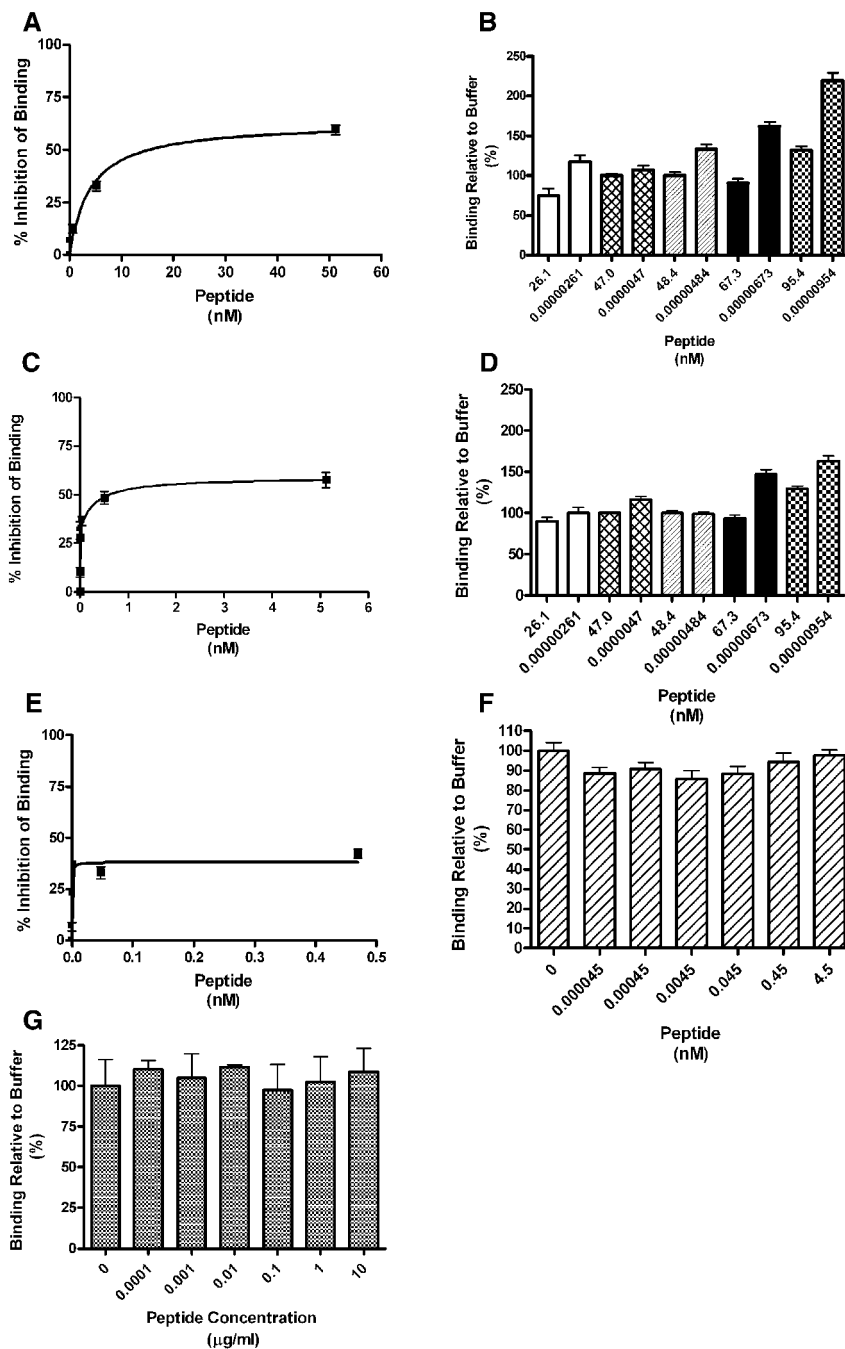 A
% Inhibition of Binding
100
75
50
25
0
0 10 20 30 40 50 60
Peptide
(nM)
B
Binding Relative to Buffer
(%)
250
200
150
100
50
0
26.1
0.00000261
47.0
0.0000047
48.4
0.00000484
67.3
0.00000673
95.4
0.00000954
Peptide
(nM)
C
% Inhibition of Binding
100
75
50
25
0
0 1 2 3 4 5 6
Peptide
(nM)
D
Binding Relative to Buffer
(%)
250
200
150
100
50
0
26.1
0.00000261
47.0
0.0000047
48.4
0.00000484
67.3
0.00000673
95.4
0.00000954
Peptide
(nM)
E
% Inhibition of Binding
100
75
50
25
0
0.0 0.1 0.2 0.3 0.4 0.5
Peptide
(nM)
F
Binding Relative to Buffer
(%)
110
100
90
80
70
60
50
40
30
20
10
0
0
0.000045
0.00045
0.0045
0.045
0.45
4.5
Peptide
(nM)
G
Binding Relative to Buffer
(%)
125
100
75
50
25
0
0
0.0001
0.001
0.01
0.1
1
10
Peptide Concentration
(μg/ml)